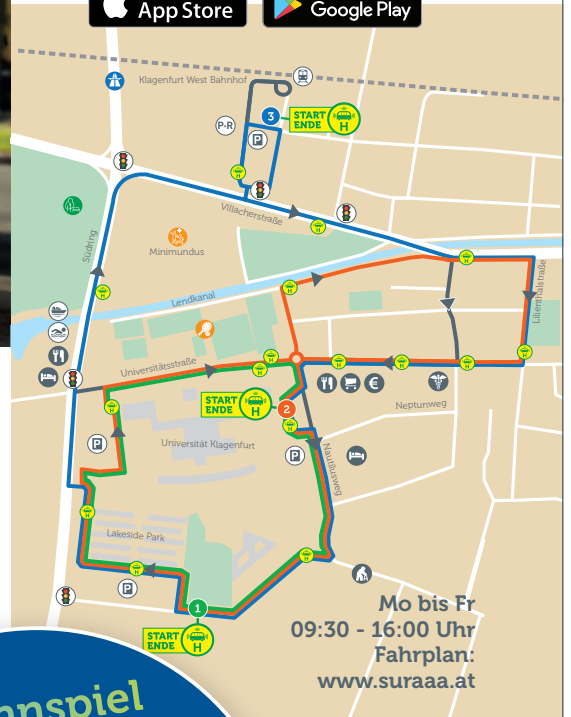 App Store
Google Play
Klagenfurt West Bahnhof
3
START
ENDE
H
P-R
P
H
Villacherstraße
H
Südring
Minimundus
H
H
Lendkanal
H
Lilienthalstraße
Universitätsstraße
H
H
H
H
H
H
€
START
ENDE
H
2
H
H
Neptunweg
P
Universität Klagenfurt
P
Nautilusweg
H
Lakeside Park
H
H
P
1
START
ENDE
H
Mo bis Fr
09:30 - 16:00 Uhr
Fahrplan:
www.suraaa.at
nnspiel